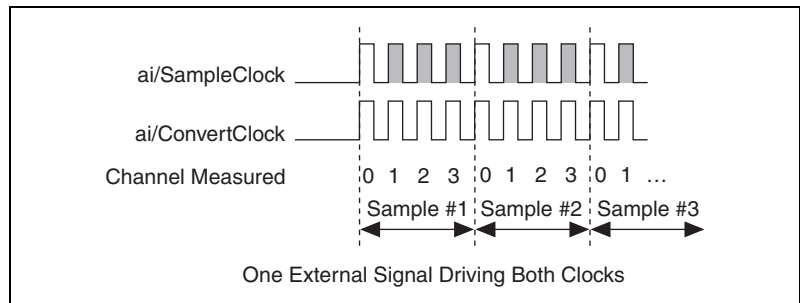 ai/SampleClock
ai/ConvertClock
Channel Measured 0 1 2 3 0 1 2 3 0 1 …
Sample #1 Sample #2 Sample #3
One External Signal Driving Both Clocks